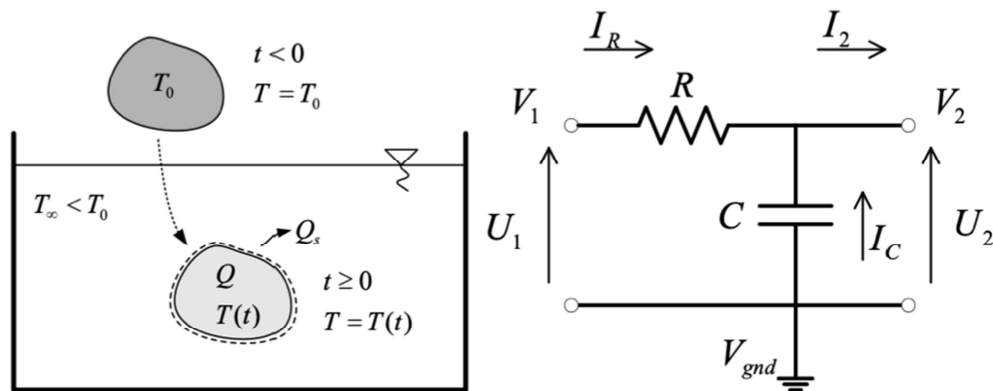 T₀
t < 0
T = T₀
T∞ < T₀
Qₛ
Q
T(t)
t ≥ 0
T = T(t)
I_R
I₂
V₁
R
V₂
U₁
C
I_C
U₂
V_gnd